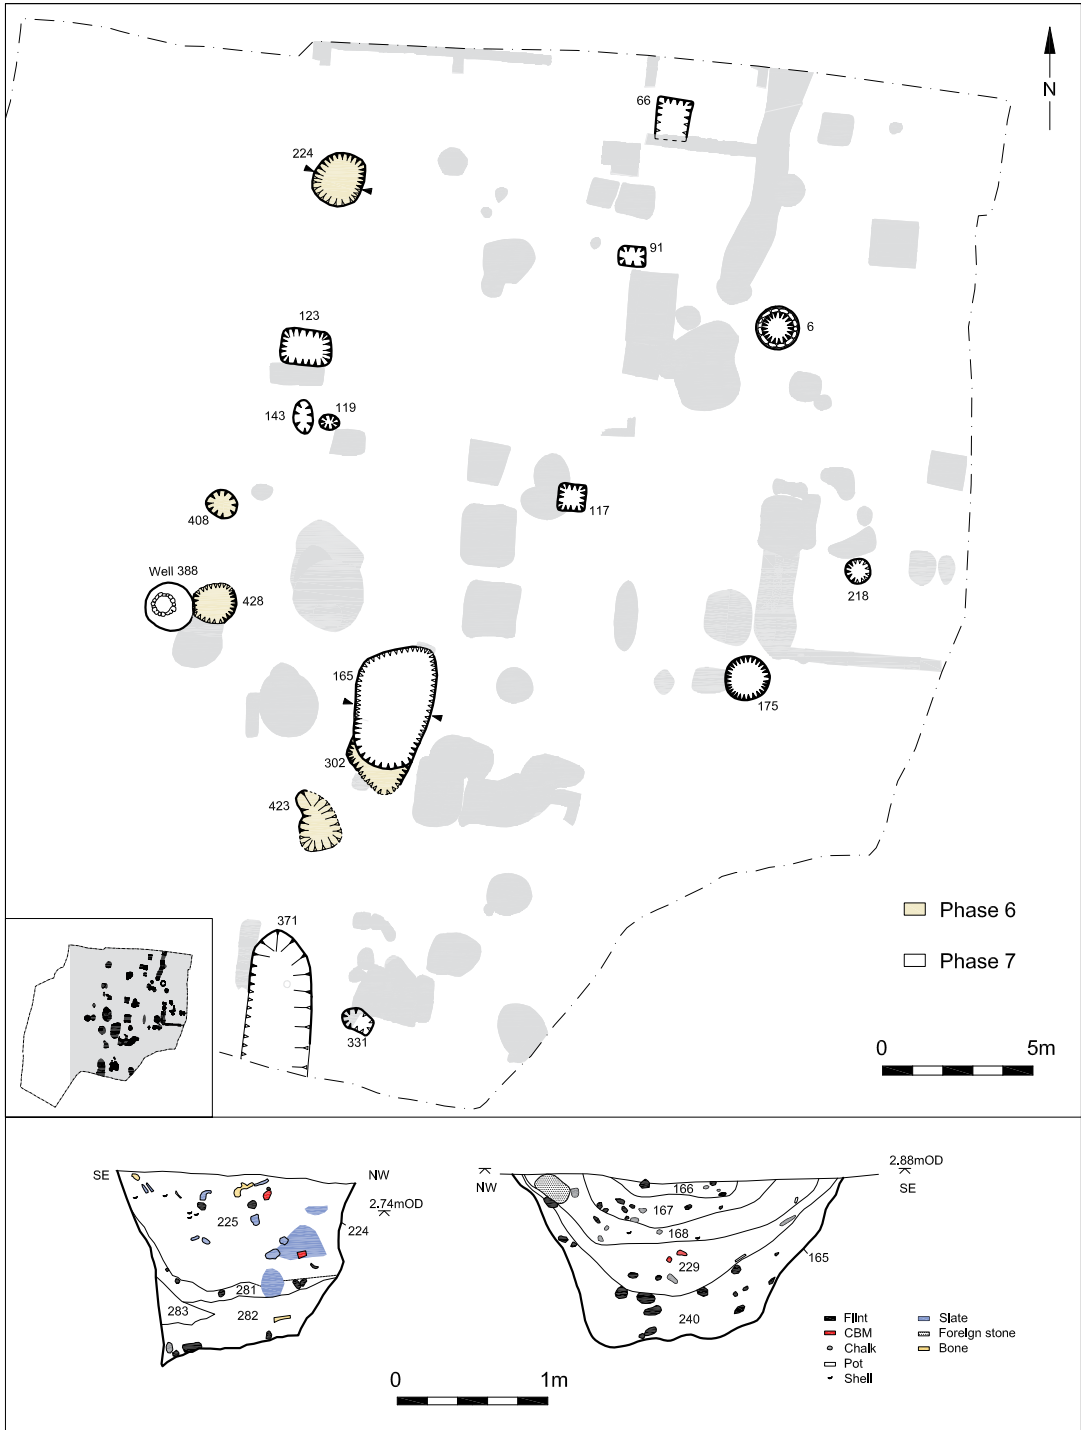 N
66
224
91
123
6
143
119
408
117
Well 388
428
218
165
175
302
423
371
331
Phase 6
Phase 7
0 5m
SE NW
2.74mOD
225
224
281
283
282
2.88mOD
NW SE
166
167
168
229
165
240
0 1m
Flint
CBM
Chalk
Pot
Shell
Slate
Foreign stone
Bone